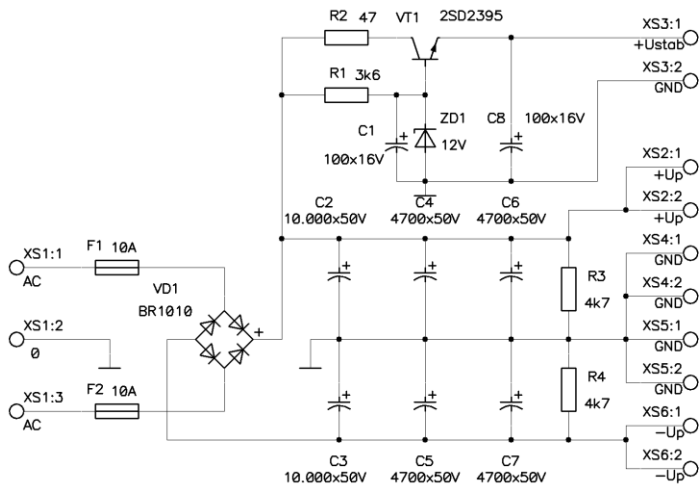 R2 47
VT1 2SD2395
XS3:1
+Ustab
XS3:2
GND
R1 3k6
C1
100x16V
ZD1
12V
C8 100x16V
XS2:1
+Up
XS2:2
+Up
C2
10.000x50V
C4
4700x50V
C6
4700x50V
XS4:1
GND
XS4:2
GND
XS5:1
GND
XS5:2
GND
XS1:1
AC
F1 10A
VD1
BR1010
+
XS1:2
0
XS1:3
AC
F2 10A
R3
4k7
R4
4k7
XS6:1
-Up
XS6:2
-Up
C3
10.000x50V
C5
4700x50V
C7
4700x50V